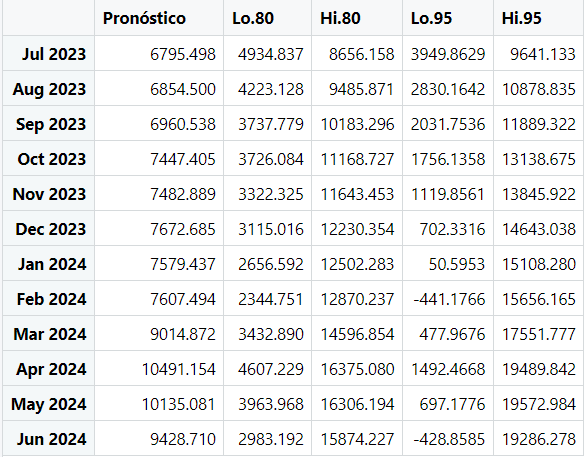 Pronóstico Lo.80 Hi.80 Lo.95 Hi.95
Jul 2023 6795.498 4934.837 8656.158 3949.8629 9641.133
Aug 2023 6854.500 4223.128 9485.871 2830.1642 10878.835
Sep 2023 6960.538 3737.779 10183.296 2031.7536 11889.322
Oct 2023 7447.405 3726.084 11168.727 1756.1358 13138.675
Nov 2023 7482.889 3322.325 11643.453 1119.8561 13845.922
Dec 2023 7672.685 3115.016 12230.354 702.3316 14643.038
Jan 2024 7579.437 2656.592 12502.283 50.5953 15108.280
Feb 2024 7607.494 2344.751 12870.237 -441.1766 15656.165
Mar 2024 9014.872 3432.890 14596.854 477.9676 17551.777
Apr 2024 10491.154 4607.229 16375.080 1492.4668 19489.842
May 2024 10135.081 3963.968 16306.194 697.1776 19572.984
Jun 2024 9428.710 2983.192 15874.227 -428.8585 19286.278